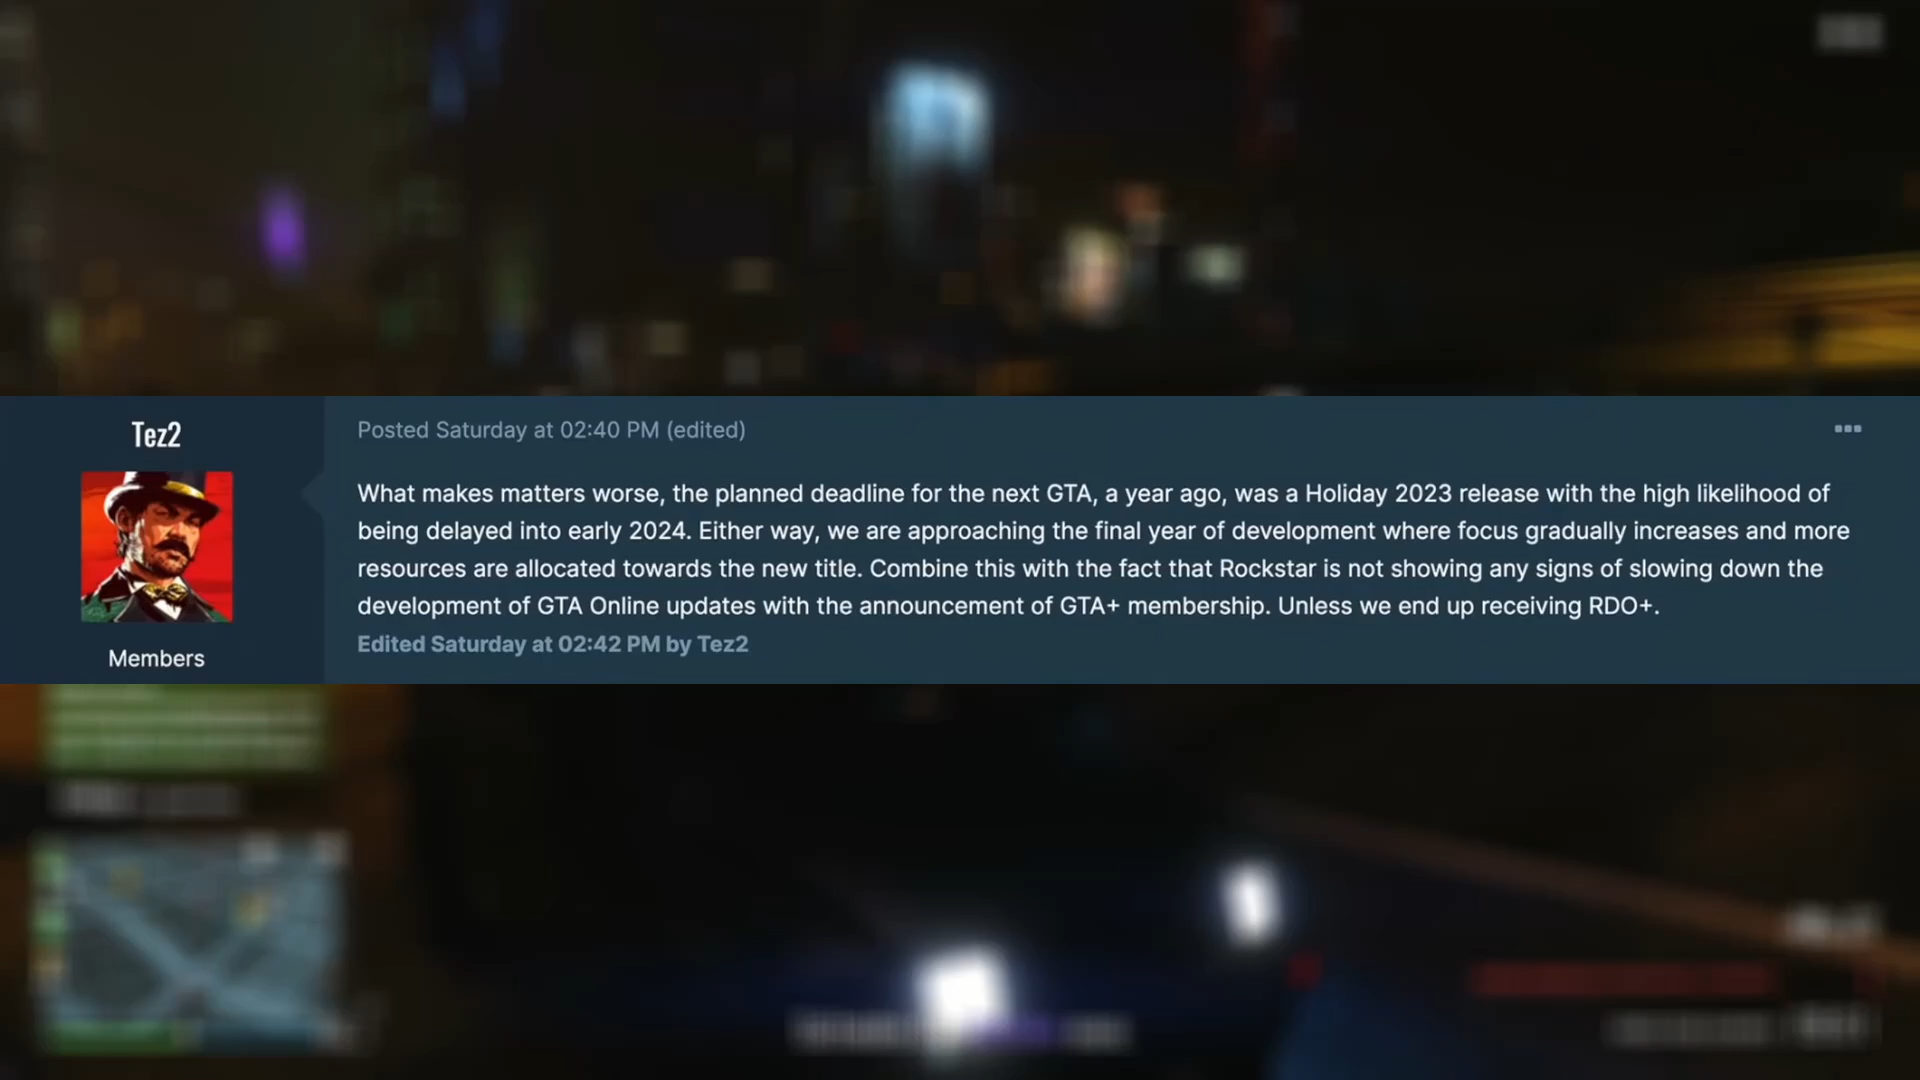 Tez2
Members
Posted Saturday at 02:40 PM (edited)
What makes matters worse, the planned deadline for the next GTA, a year ago, was a Holiday 2023 release with the high likelihood of
being delayed into early 2024. Either way, we are approaching the final year of development where focus gradually increases and more
resources are allocated towards the new title. Combine this with the fact that Rockstar is not showing any signs of slowing down the
development of GTA Online updates with the announcement of GTA+ membership. Unless we end up receiving RDO+.
Edited Saturday at 02:42 PM by Tez2